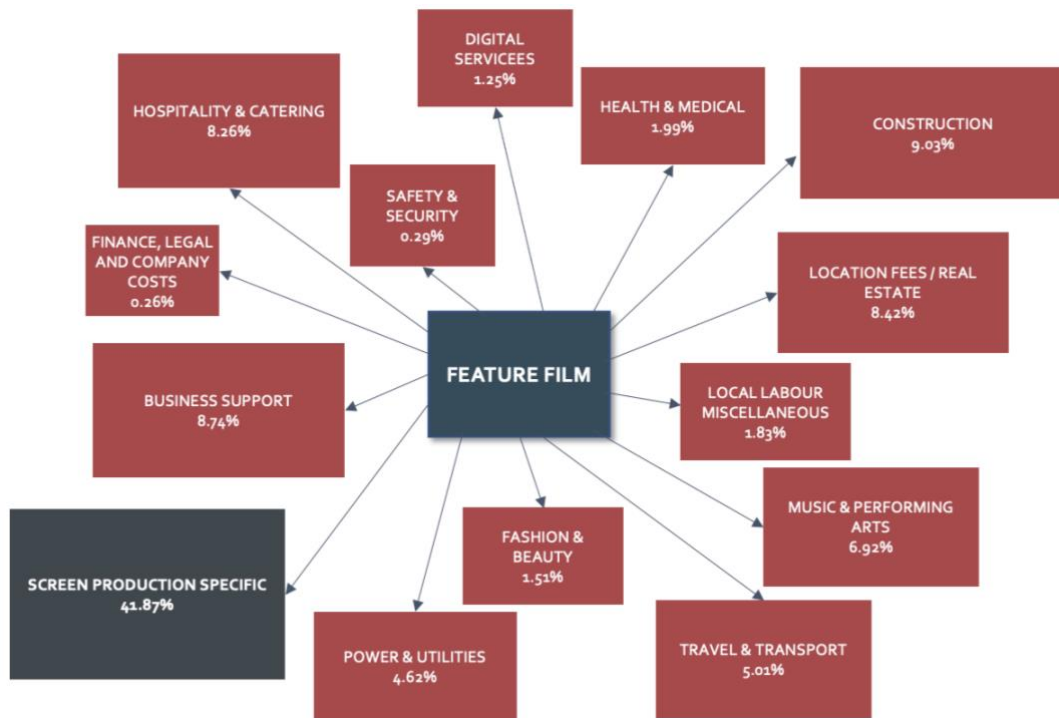 DIGITAL
SERVICEES
1.25%
HOSPITALITY & CATERING
8.26%
HEALTH & MEDICAL
1.99%
CONSTRUCTION
9.03%
SAFETY &
SECURITY
0.29%
FINANCE, LEGAL
AND COMPANY
COSTS
0.26%
LOCATION FEES / REAL
ESTATE
8.42%
FEATURE FILM
BUSINESS SUPPORT
8.74%
LOCAL LABOUR
MISCELLANEOUS
1.83%
MUSIC & PERFORMING
ARTS
6.92%
FASHION &
BEAUTY
1.51%
SCREEN PRODUCTION SPECIFIC
41.87%
POWER & UTILITIES
4.62%
TRAVEL & TRANSPORT
5.01%